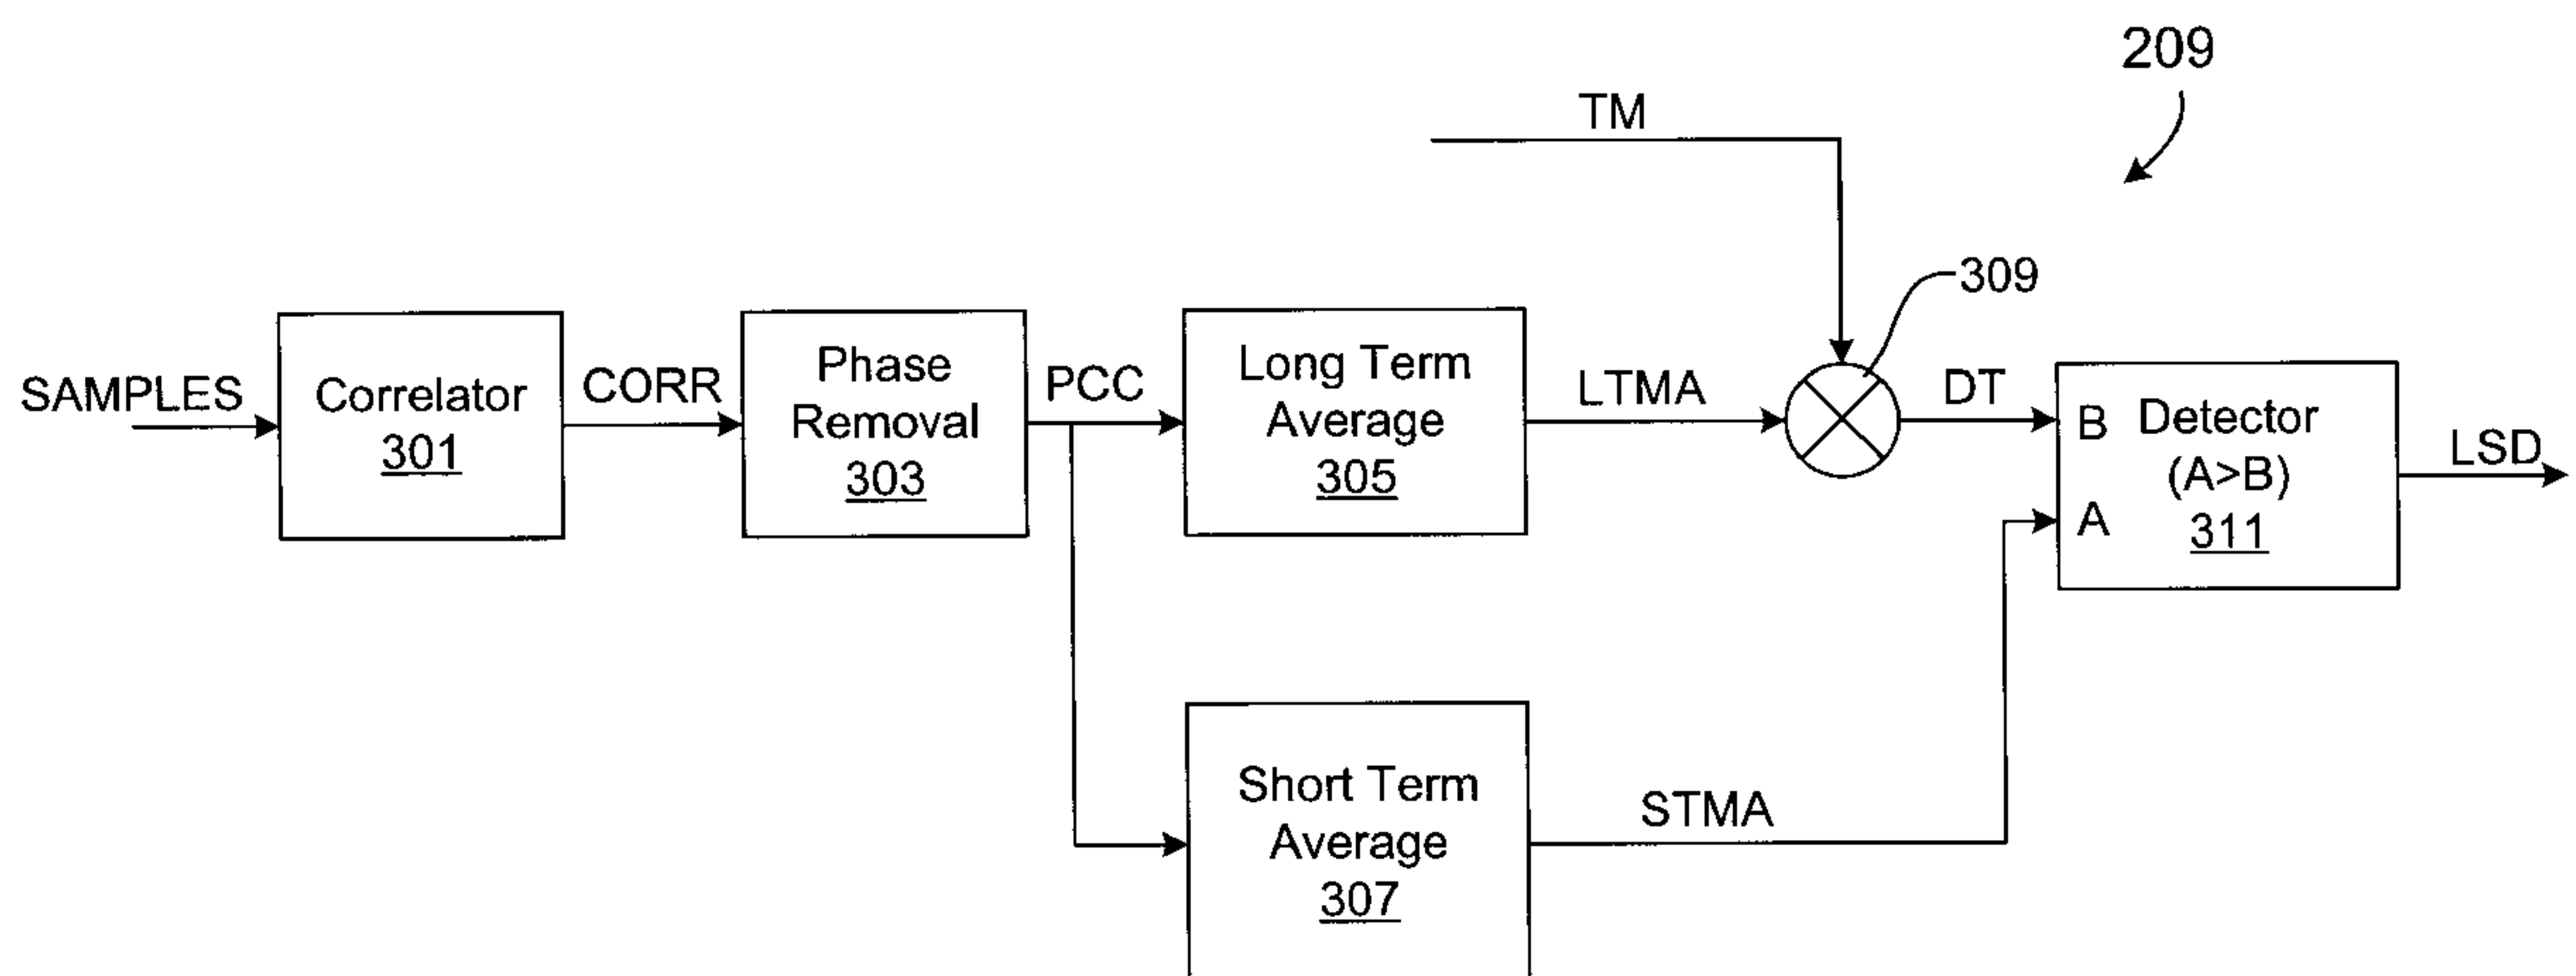 209
TM
309
SAMPLES
Correlator
301
CORR
Phase
Removal
303
PCC
Long Term
Average
305
LTMA
DT
B
A
Detector
(A>B)
311
LSD
Short Term
Average
307
STMA